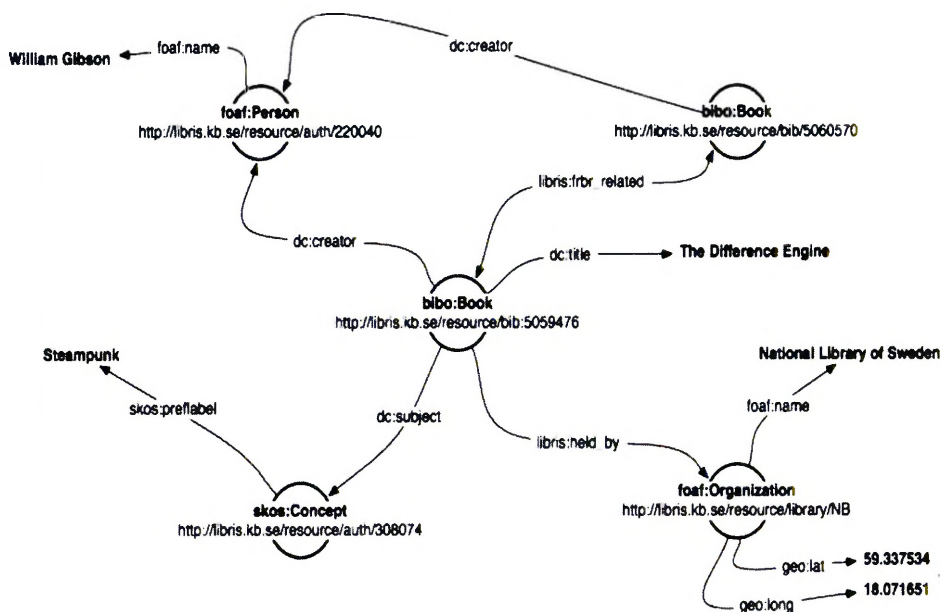 William Gibson
foaf:name
dc:creator
foaf:Person
http://libris.kb.se/resource/auth/220040
bibo:Book
http://libris.kb.se/resource/bib/5060570
libris:frbr_related
dc:creator
dc:title
The Difference Engine
bibo:Book
http://libris.kb.se/resource/bib:5059476
Steampunk
skos:preflabel
dc:subject
National Library of Sweden
foaf:name
libris:held_by
skos:Concept
http://libris.kb.se/resource/auth/308074
foaf:Organization
http://libris.kb.se/resource/library/NB
geo:lat
59.337534
geo:long
18.071651